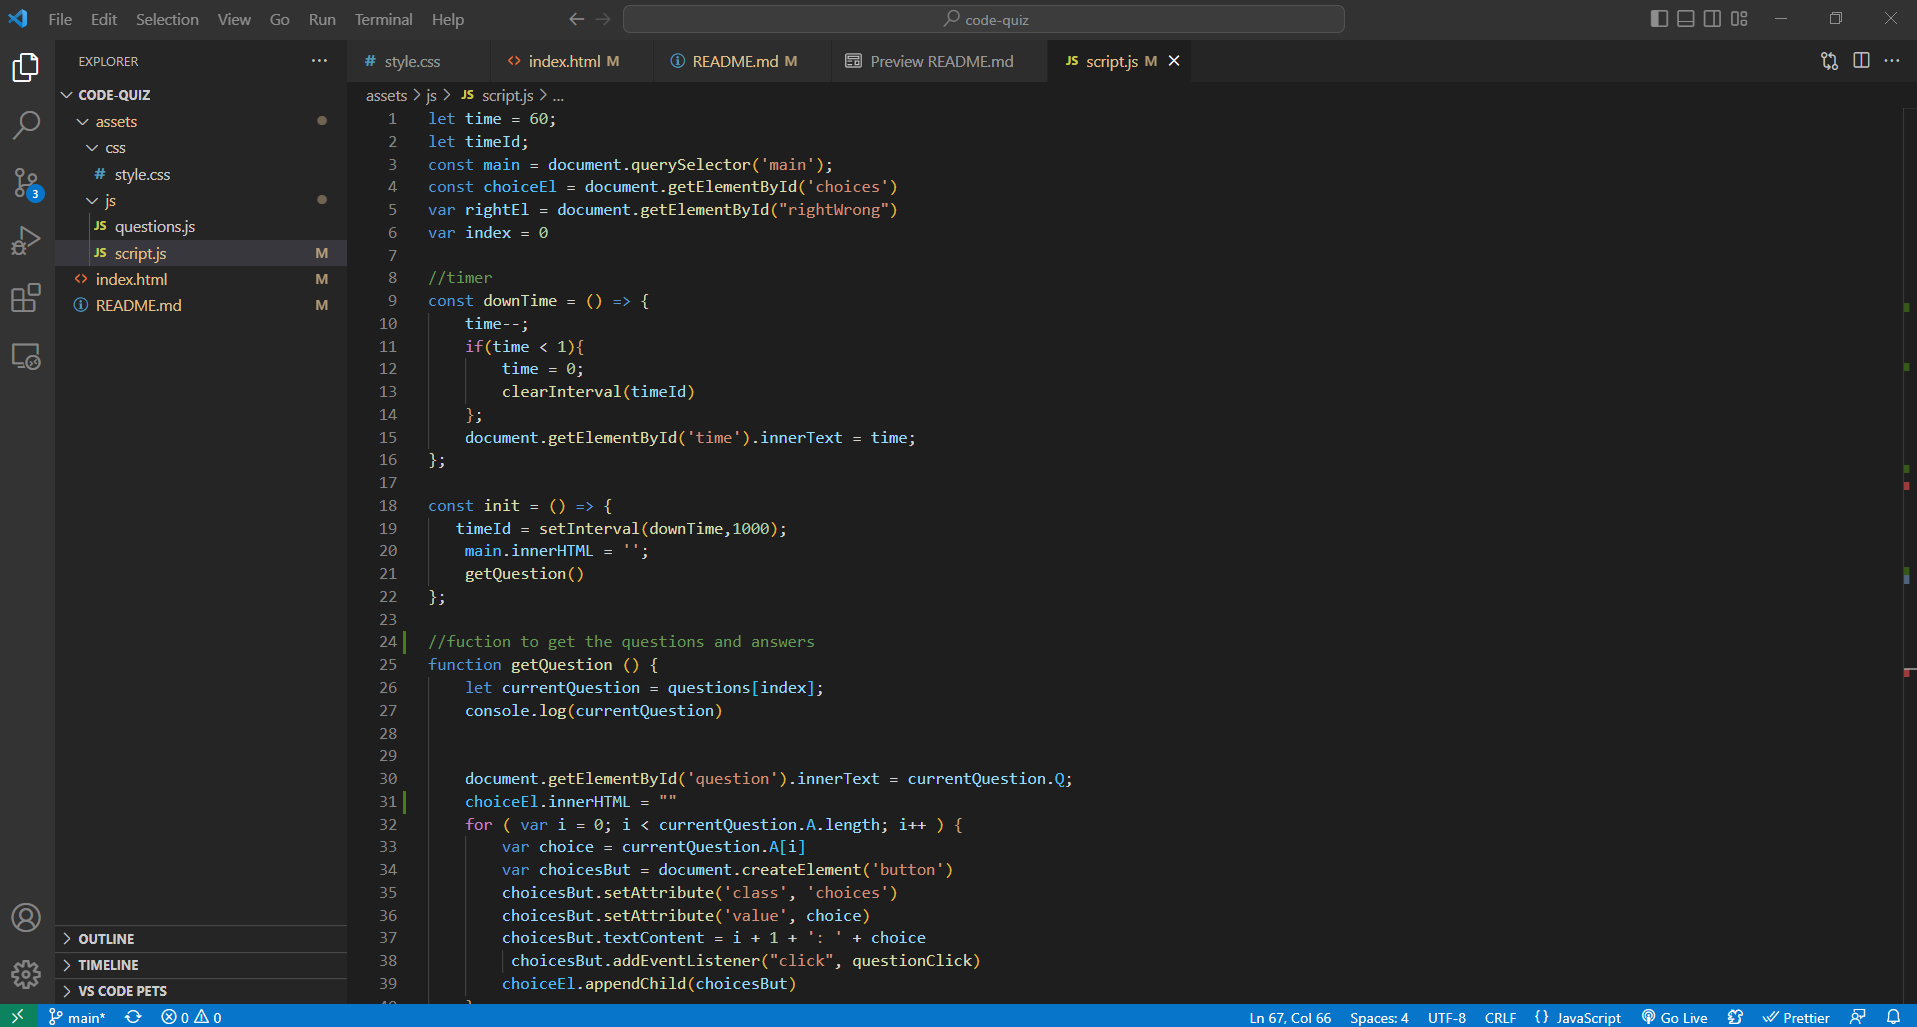 File Edit Selection View Go Run Terminal Help code-quiz
EXPLORER
style.css index.html M README.md M Preview README.md JS script.js M
CODE-QUIZ
assets
css
# style.css
js
JS questions.js
JS script.js M
index.html M
README.md M
3
OUTLINE
TIMELINE
VS CODE PETS
assets > js > JS script.js > ...
1 let time = 60;
2 let timeId;
3 const main = document.querySelector('main');
4 const choiceEl = document.getElementById('choices')
5 var rightEl = document.getElementById("rightWrong")
6 var index = 0
7
8 //timer
9 const downTime = () => {
10 time--;
11 if(time < 1){
12 time = 0;
13 clearInterval(timeId)
14 };
15 document.getElementById('time').innerText = time;
16 };
17
18 const init = () => {
19 timeId = setInterval(downTime,1000);
20 main.innerHTML = '';
21 getQuestion()
22 };
23
24 //fuction to get the questions and answers
25 function getQuestion () {
26 let currentQuestion = questions[index];
27 console.log(currentQuestion)
28
29
30 document.getElementById('question').innerText = currentQuestion.Q;
31 choiceEl.innerHTML = ""
32 for ( var i = 0; i < currentQuestion.A.length; i++ ) {
33 var choice = currentQuestion.A[i]
34 var choicesBut = document.createElement('button')
35 choicesBut.setAttribute('class', 'choices')
36 choicesBut.setAttribute('value', choice)
37 choicesBut.textContent = i + 1 + ': ' + choice
38 choicesBut.addEventListener("click", questionClick)
39 choiceEl.appendChild(choicesBut)
main* 0 0 Ln 67, Col 66 Spaces: 4 UTF-8 CRLF {} JavaScript Go Live Prettier